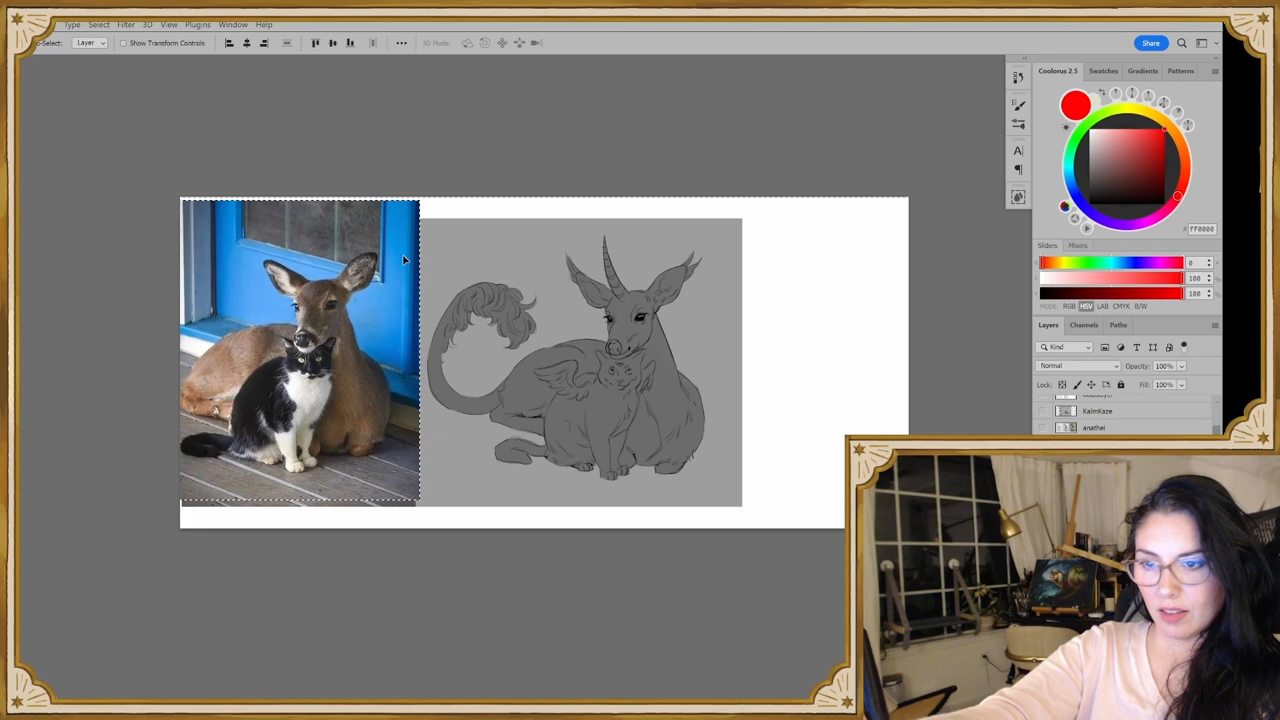 Type Select Filter 3D View Plugins Window Help
-Select: Layer Show Transform Controls 3D Mode: Share
Coolorus 2.5 Swatches Gradients Patterns
# FF0000
Sliders Mixers
0
100
100
MODE: RGB HSV LAB CMYK B/W
Layers Channels Paths
Kind
Normal Opacity: 100%
Lock: Fill: 100%
KalmKaze
anathei